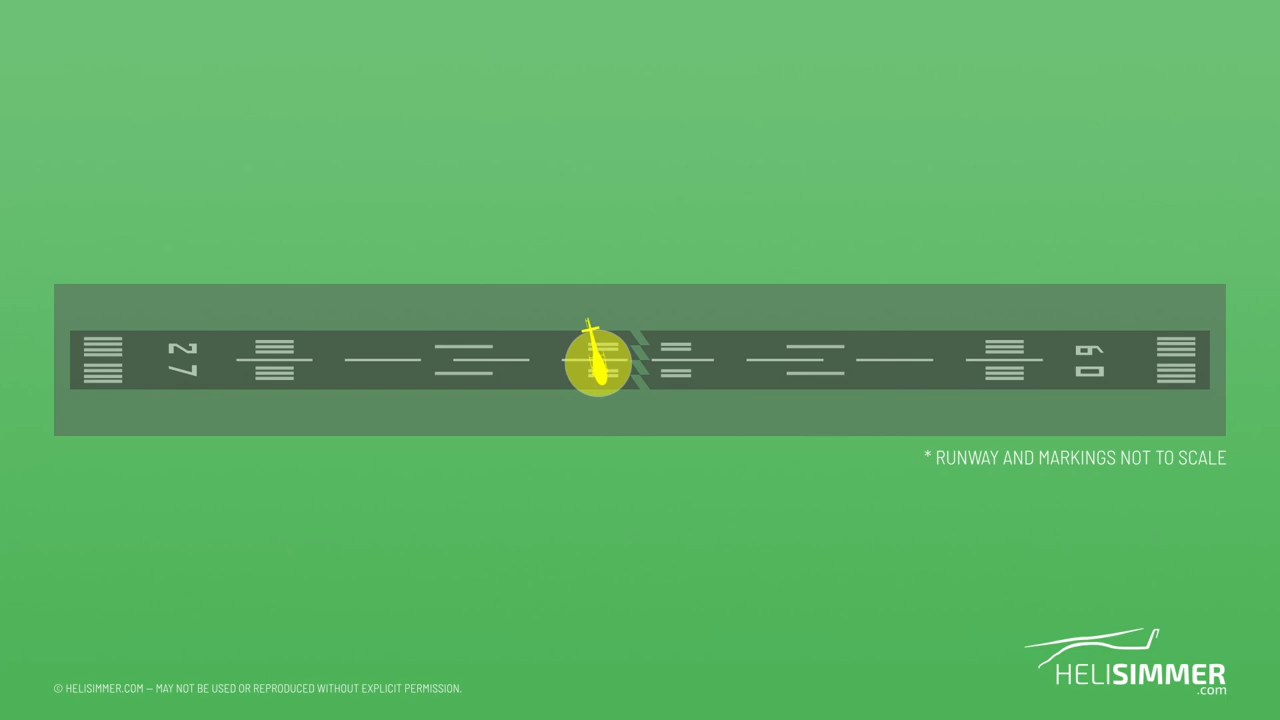 27
09
* RUNWAY AND MARKINGS NOT TO SCALE
HELISIMMER
.com
© HELISIMMER.COM — MAY NOT BE USED OR REPRODUCED WITHOUT EXPLICIT PERMISSION.